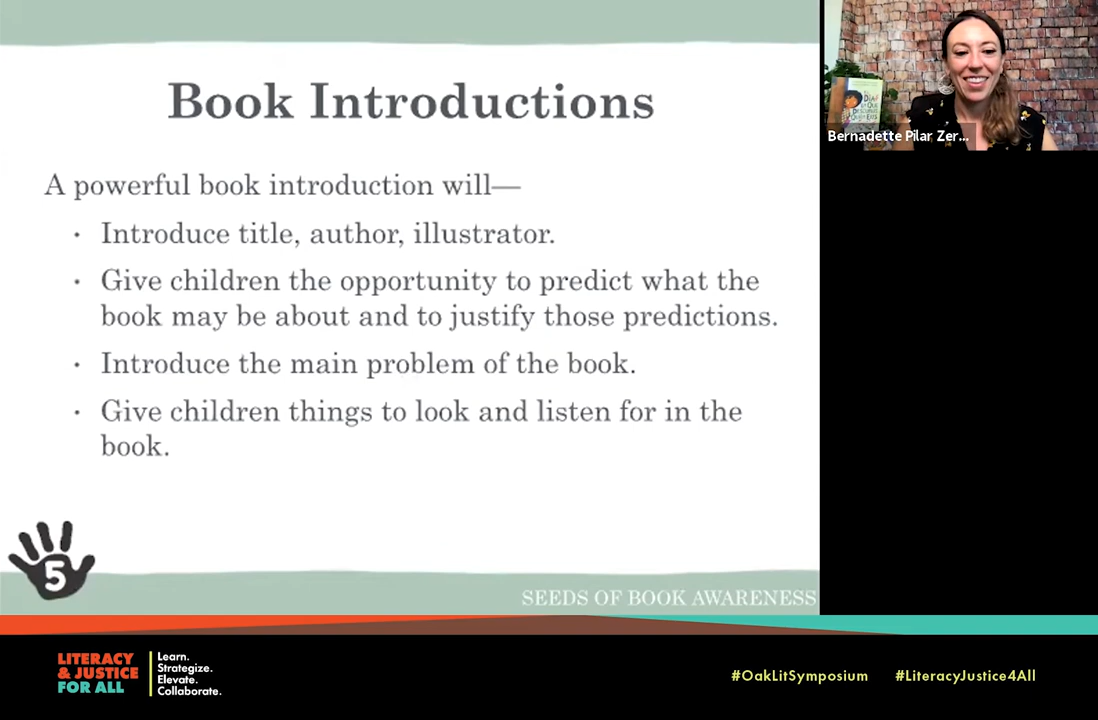 Book Introductions
A powerful book introduction will—
• Introduce title, author, illustrator.
• Give children the opportunity to predict what the
book may be about and to justify those predictions.
• Introduce the main problem of the book.
• Give children things to look and listen for in the
book.
5
SEEDS OF BOOK AWARENESS
Bernadette Pilar Zer...
LITERACY
& JUSTICE
FOR ALL
Learn.
Strategize.
Elevate.
Collaborate.
#OakLitSymposium #LiteracyJustice4All